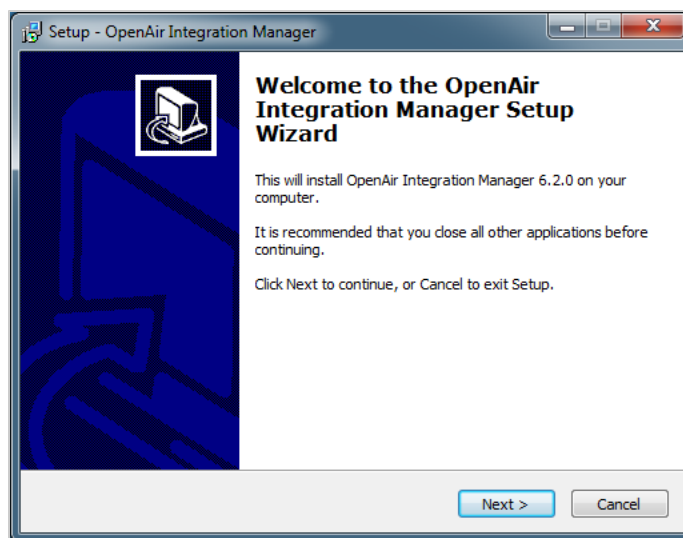 Setup - OpenAir Integration Manager
Welcome to the OpenAir
Integration Manager Setup
Wizard
This will install OpenAir Integration Manager 6.2.0 on your
computer.
It is recommended that you close all other applications before
continuing.
Click Next to continue, or Cancel to exit Setup.
Next >
Cancel